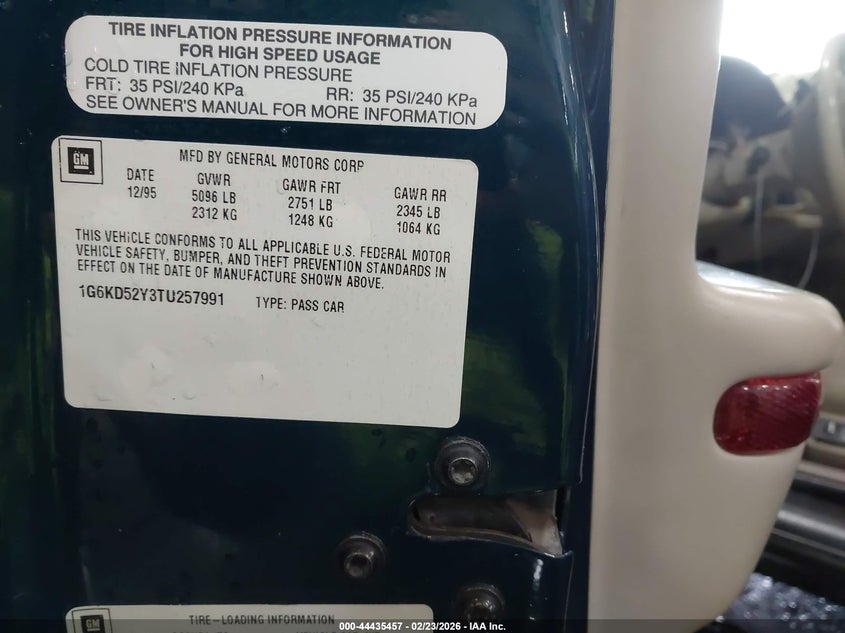 TIRE INFLATION PRESSURE INFORMATION
FOR HIGH SPEED USAGE
COLD TIRE INFLATION PRESSURE
FRT: 35 PSI/240 KPa RR: 35 PSI/240 KPa
SEE OWNER'S MANUAL FOR MORE INFORMATION
GM
MFD BY GENERAL MOTORS CORP
DATE GVWR GAWR FRT GAWR RR
12/95 5096 LB 2751 LB 2345 LB
2312 KG 1248 KG 1064 KG
THIS VEHICLE CONFORMS TO ALL APPLICABLE U.S. FEDERAL MOTOR
VEHICLE SAFETY, BUMPER, AND THEFT PREVENTION STANDARDS IN
EFFECT ON THE DATE OF MANUFACTURE SHOWN ABOVE.
1G6KD52Y3TU257991 TYPE: PASS CAR
GM
TIRE-LOADING INFORMATION
000-44435457 - 02/23/2026 - IAA Inc.